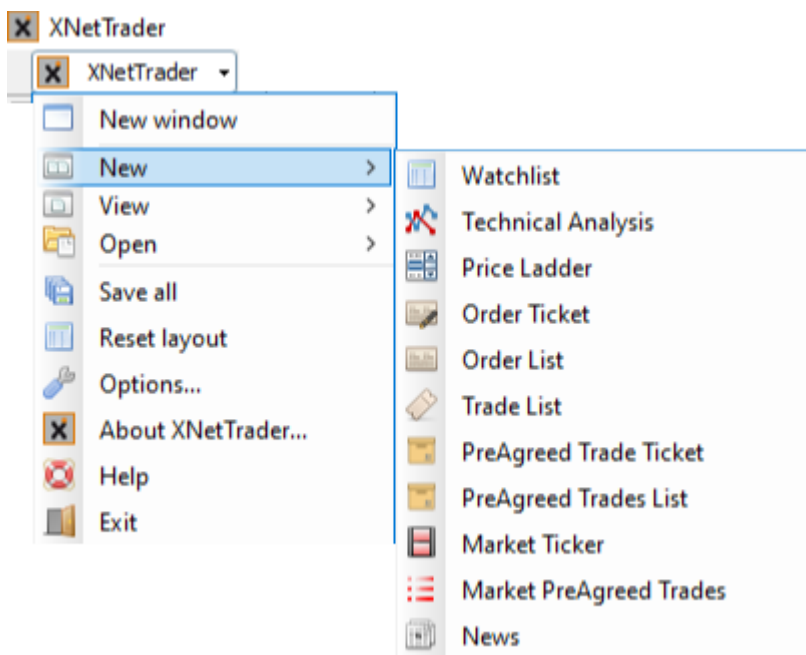 XNetTrader
XNetTrader
New window
New
View
Open
Save all
Reset layout
Options...
About XNetTrader...
Help
Exit
Watchlist
Technical Analysis
Price Ladder
Order Ticket
Order List
Trade List
PreAgreed Trade Ticket
PreAgreed Trades List
Market Ticker
Market PreAgreed Trades
News